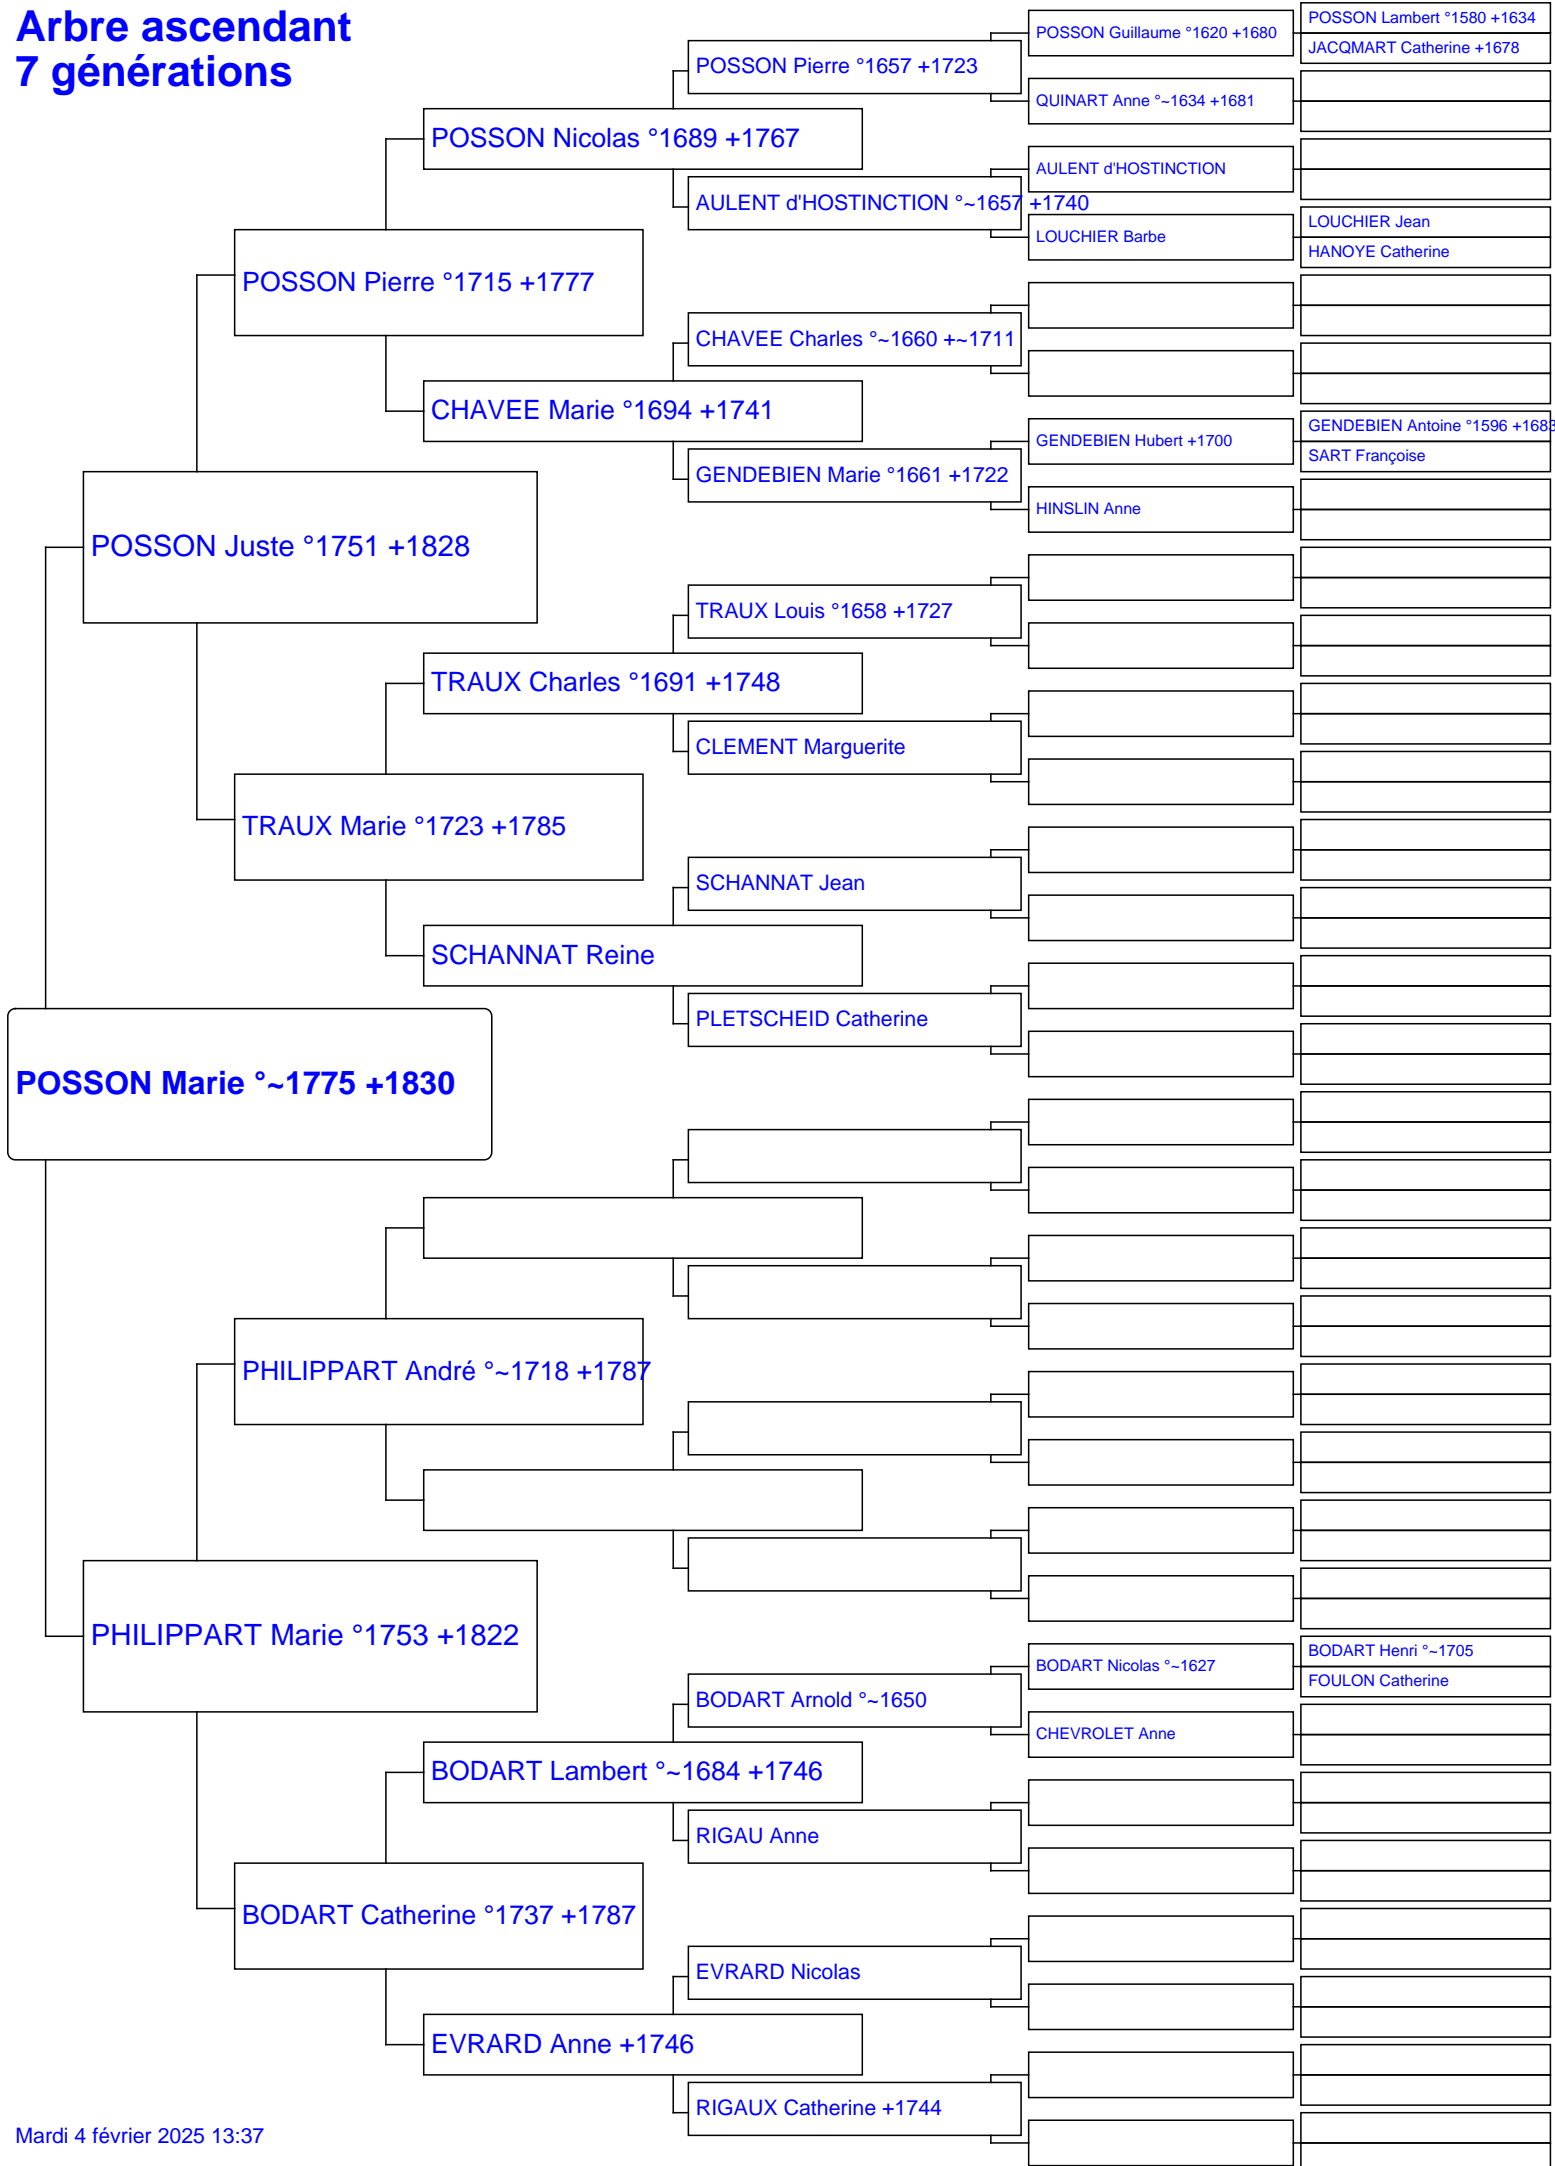 Arbre ascendant
7 générations
POSSON Lambert °1580 +1634
POSSON Guillaume °1620 +1680
JACQMART Catherine +1678
POSSON Pierre °1657 +1723
QUINART Anne °~1634 +1681
POSSON Nicolas °1689 +1767
AULENT d'HOSTINCTION
AULENT d'HOSTINCTION °~1657 +1740
LOUCHIER Jean
LOUCHIER Barbe
HANOYE Catherine
POSSON Pierre °1715 +1777
CHAVEE Charles °~1660 +~1711
CHAVEE Marie °1694 +1741
GENDEBIEN Antoine °1596 +1683
GENDEBIEN Hubert +1700
SART Françoise
GENDEBIEN Marie °1661 +1722
HINSLIN Anne
POSSON Juste °1751 +1828
TRAUX Louis °1658 +1727
TRAUX Charles °1691 +1748
CLEMENT Marguerite
TRAUX Marie °1723 +1785
SCHANNAT Jean
SCHANNAT Reine
PLETSCHEID Catherine
POSSON Marie °~1775 +1830
PHILIPPART André °~1718 +1787
PHILIPPART Marie °1753 +1822
BODART Henri °~1705
BODART Nicolas °~1627
FOULON Catherine
BODART Arnold °~1650
CHEVROLET Anne
BODART Lambert °~1684 +1746
RIGAU Anne
BODART Catherine °1737 +1787
EVRARD Nicolas
EVRARD Anne +1746
RIGAUX Catherine +1744
Mardi 4 février 2025 13:37